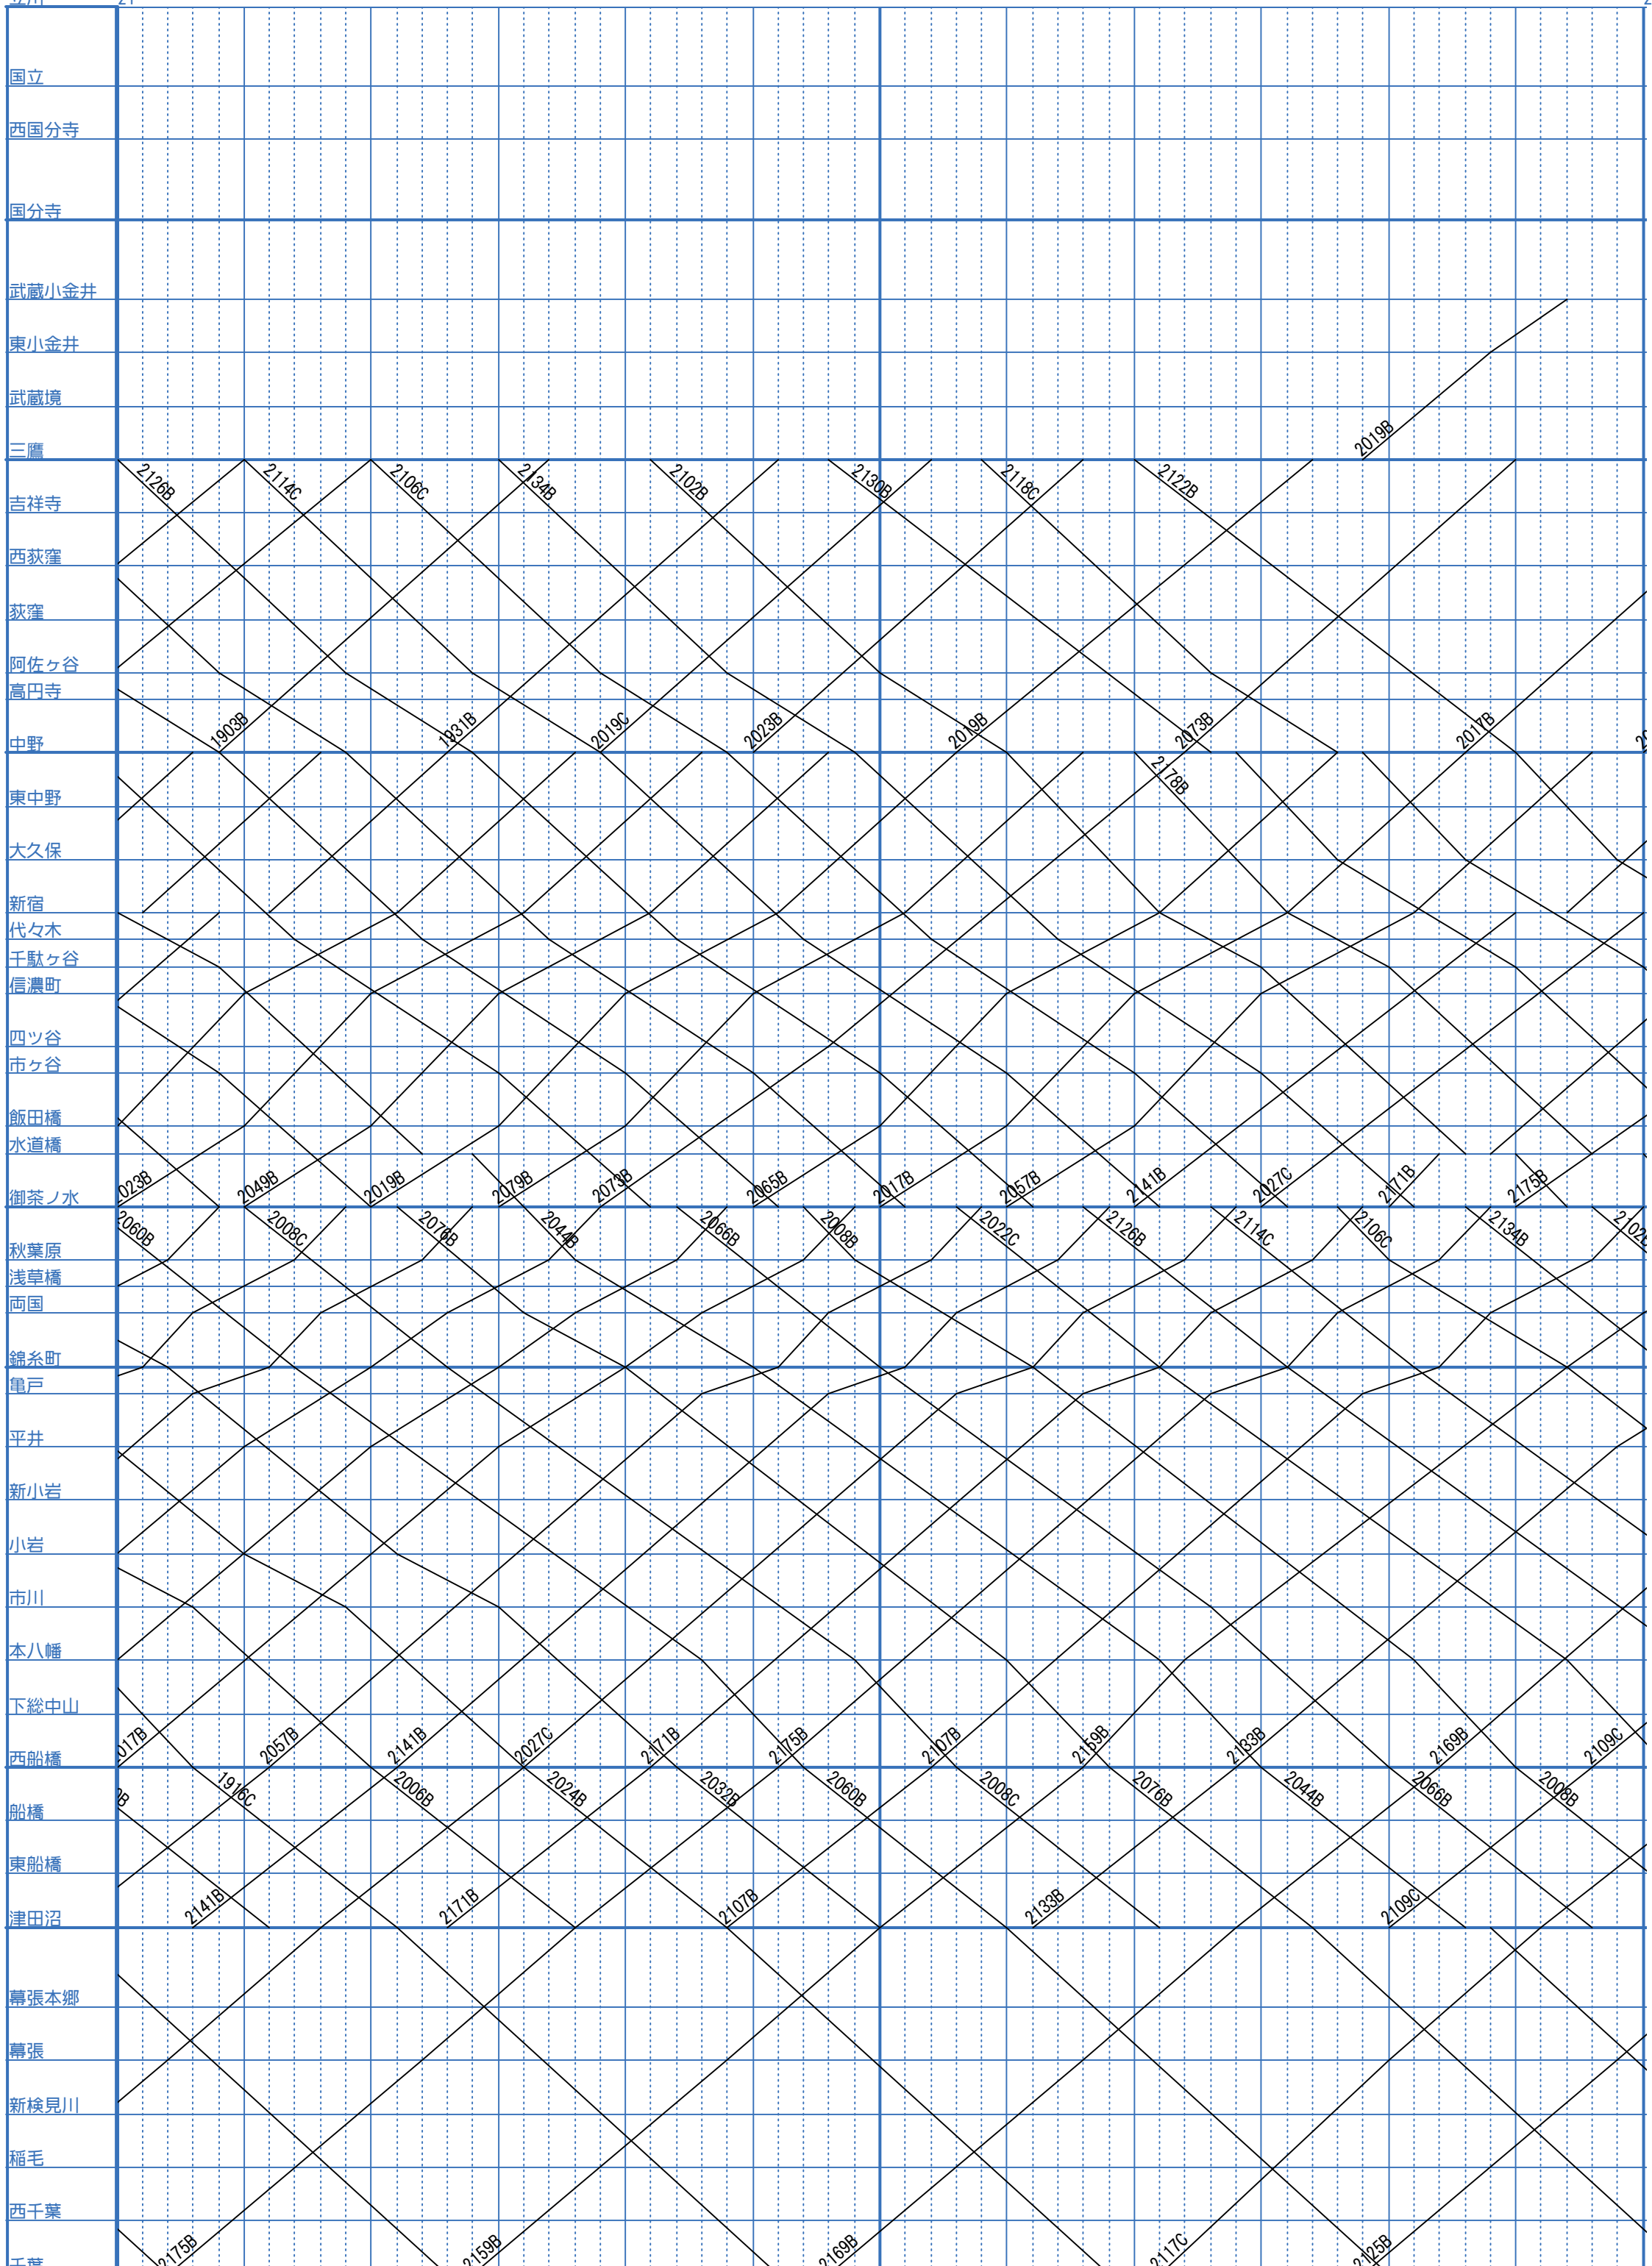 21
国立
西国分寺
国分寺
武蔵小金井
東小金井
武蔵境
2019B
三鷹
2126B 2114C 2106C 2134B 2102B 2130B 2118C 2122B
吉祥寺
西荻窪
荻窪
阿佐ヶ谷
高円寺
1903B 1931B 2019C 2023B 2019B 2073B 2017B
中野
2178B
東中野
大久保
新宿
代々木
千駄ヶ谷
信濃町
四ツ谷
市ヶ谷
飯田橋
水道橋
2023B 2049B 2019B 2079B 2073B 2065B 2017B 2057B 2141B 2027C 2171B 2175B
御茶ノ水
2060B 2008C 2076B 2044B 2066B 2008B 2022C 2126B 2114C 2106C 2134B 2102B
秋葉原
浅草橋
両国
錦糸町
亀戸
平井
新小岩
小岩
市川
本八幡
下総中山
2017B 2057B 2141B 2027C 2171B 2175B 2107B 2159B 2133B 2169B 2109C
西船橋
1916C 2006B 2024B 2032B 2060B 2008C 2076B 2044B 2066B 2008B
船橋
東船橋
2141B 2171B 2107B 2133B 2109C
津田沼
幕張本郷
幕張
新検見川
稲毛
西千葉
2175B 2159B 2169B 2117C 2125B
千葉